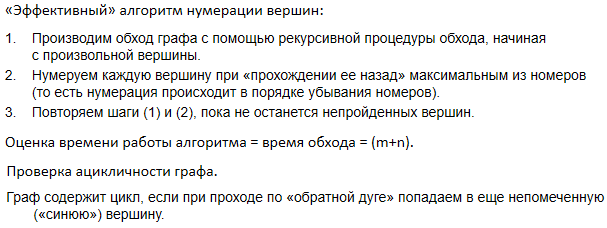 «Эффективный» алгоритм нумерации вершин:
1. Производим обход графа с помощью рекурсивной процедуры обхода, начиная
с произвольной вершины.
2. Нумеруем каждую вершину при «прохождении ее назад» максимальным из номеров
(то есть нумерация происходит в порядке убывания номеров).
3. Повторяем шаги (1) и (2), пока не останется непройденных вершин.
Оценка времени работы алгоритма = время обхода = (m+n).
Проверка ацикличности графа.
Граф содержит цикл, если при проходе по «обратной дуге» попадаем в еще непомеченную
(«синюю») вершину.